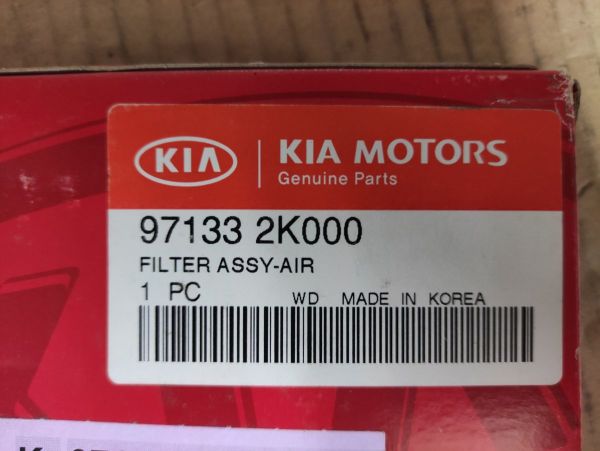 KIA KIA MOTORS
Genuine Parts
97133 2K000
FILTER ASSY-AIR
1 PC WD MADE IN KOREA